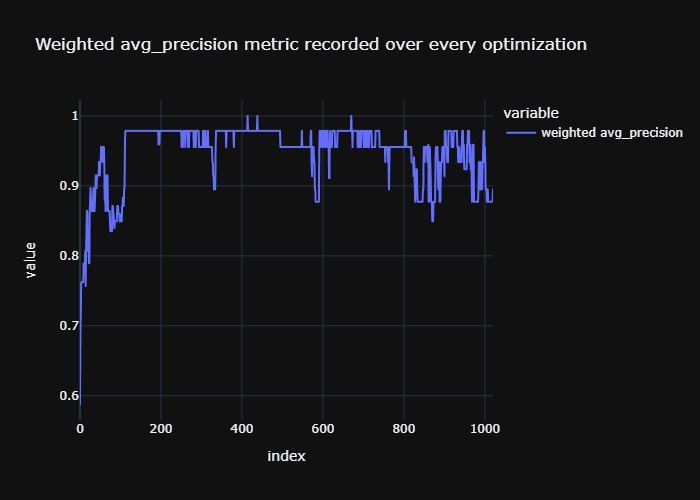 Weighted avg_precision metric recorded over every optimization
variable
weighted avg_precision
value
1
0.9
0.8
0.7
0.6
0
200
400
600
800
1000
index